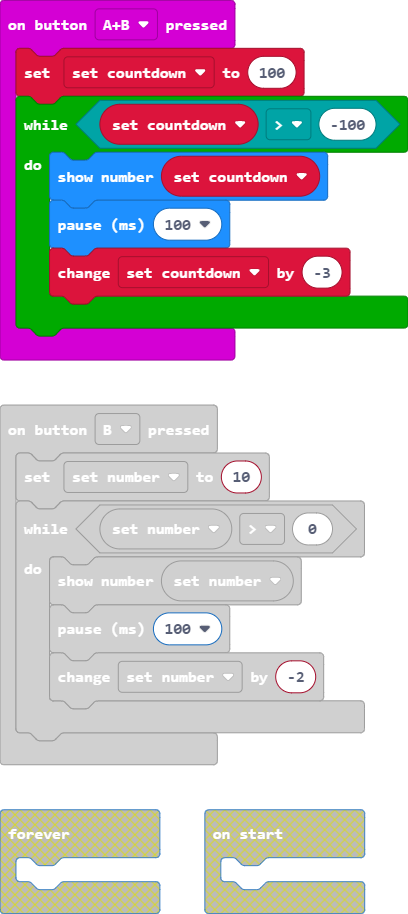 on button A+B pressed
set set countdown to 100
while set countdown > -100
do
show number set countdown
pause (ms) 100
change set countdown by -3
on button B pressed
set set number to 10
while set number > 0
do
show number set number
pause (ms) 100
change set number by -2
forever
on start